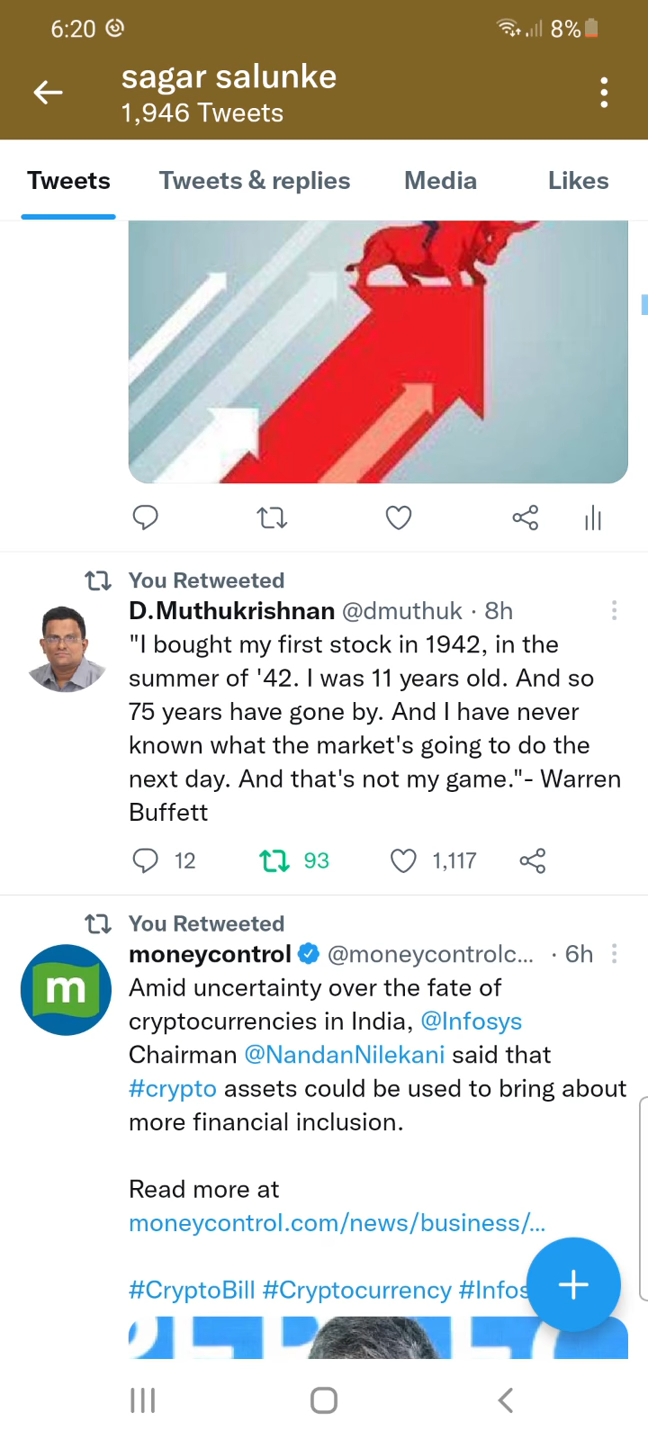 6:20
8%
sagar salunke
1,946 Tweets
Tweets
Tweets & replies
Media
Likes
You Retweeted
D.Muthukrishnan @dmuthuk · 8h
"I bought my first stock in 1942, in the
summer of '42. I was 11 years old. And so
75 years have gone by. And I have never
known what the market's going to do the
next day. And that's not my game."- Warren
Buffett
12
93
1,117
You Retweeted
moneycontrol @moneycontrolc... · 6h
m
Amid uncertainty over the fate of
cryptocurrencies in India, @Infosys
Chairman @NandanNilekani said that
#crypto assets could be used to bring about
more financial inclusion.
Read more at
moneycontrol.com/news/business/...
#CryptoBill #Cryptocurrency #Infos